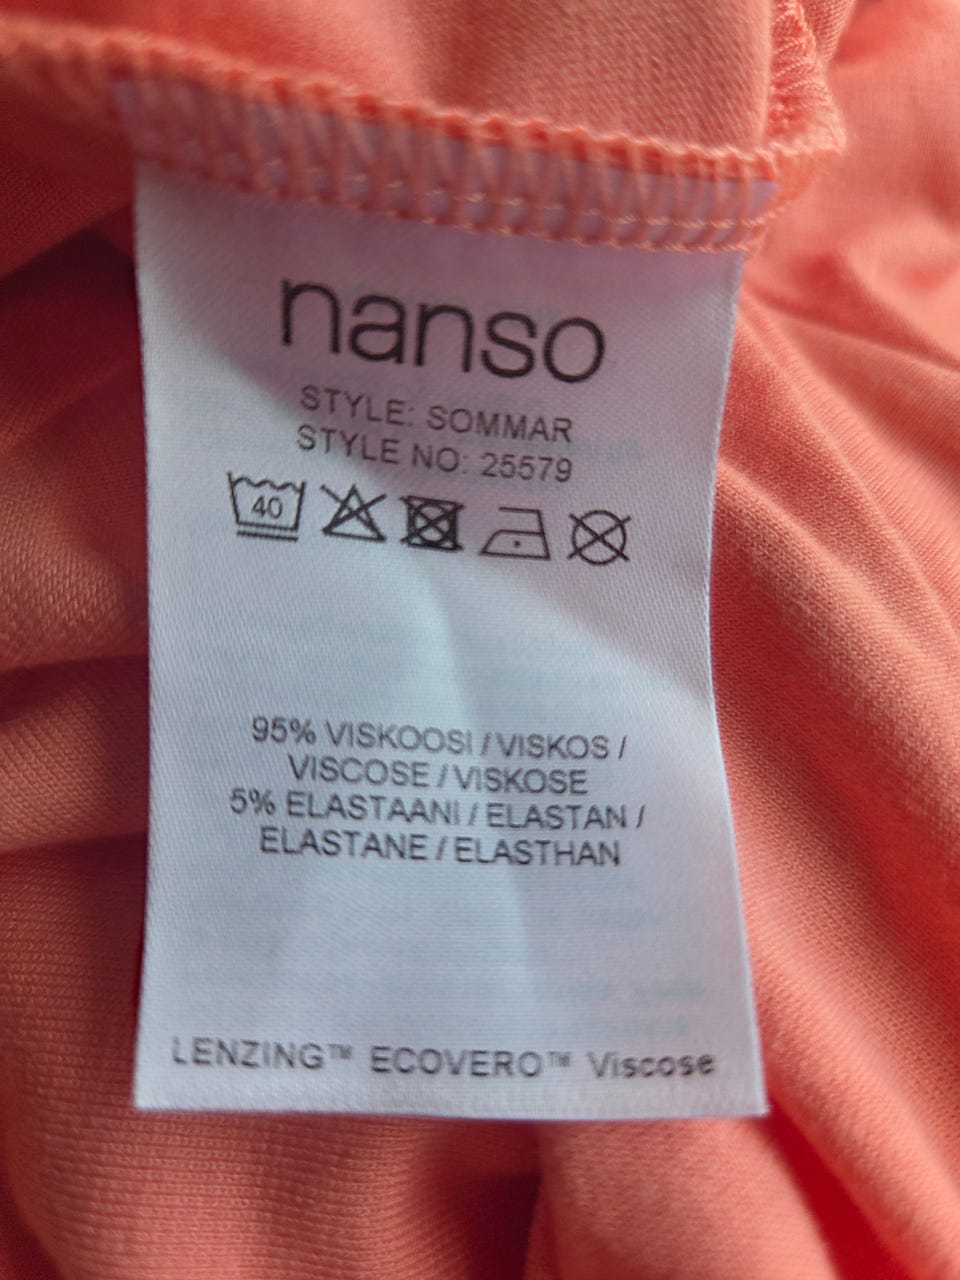 nanso
STYLE: SOMMAR
STYLE NO: 25579
40
95% VISKOOSI / VISKOS /
VISCOSE / VISKOSE
5% ELASTAANI / ELASTAN /
ELASTANE / ELASTHAN
LENZING™ ECOVERO™ Viscose